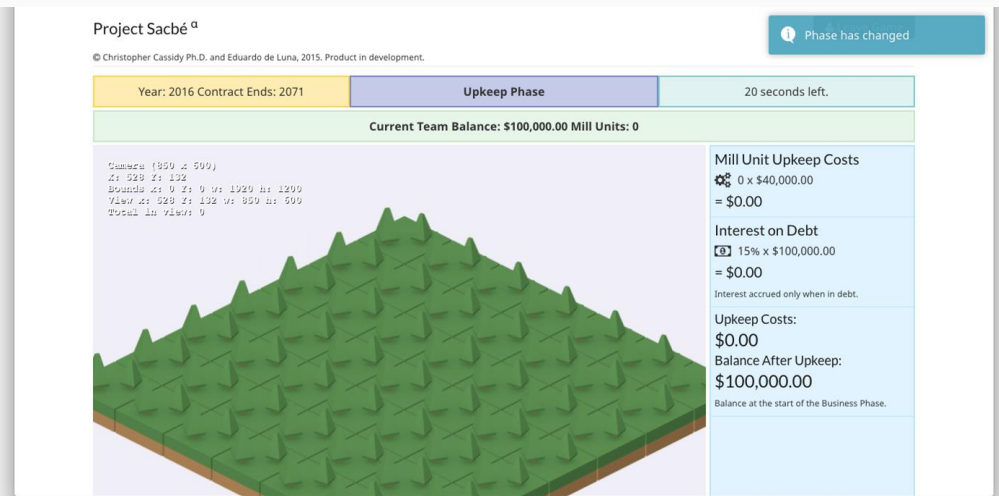 Project Sacbé α
Phase has changed
© Christopher Cassidy Ph.D. and Eduardo de Luna, 2015. Product in development.
Year: 2016 Contract Ends: 2071
Upkeep Phase
20 seconds left.
Current Team Balance: $100,000.00 Mill Units: 0
Camera (850 x 600)
X: 528 Y: 132
Bounds x: 0 y: 0 w: 1920 h: 1200
View x: 528 y: 132 w: 850 h: 600
Total in view: 0
Mill Unit Upkeep Costs
0 x $40,000.00
= $0.00
Interest on Debt
15% x $100,000.00
= $0.00
Interest accrued only when in debt.
Upkeep Costs:
$0.00
Balance After Upkeep:
$100,000.00
Balance at the start of the Business Phase.